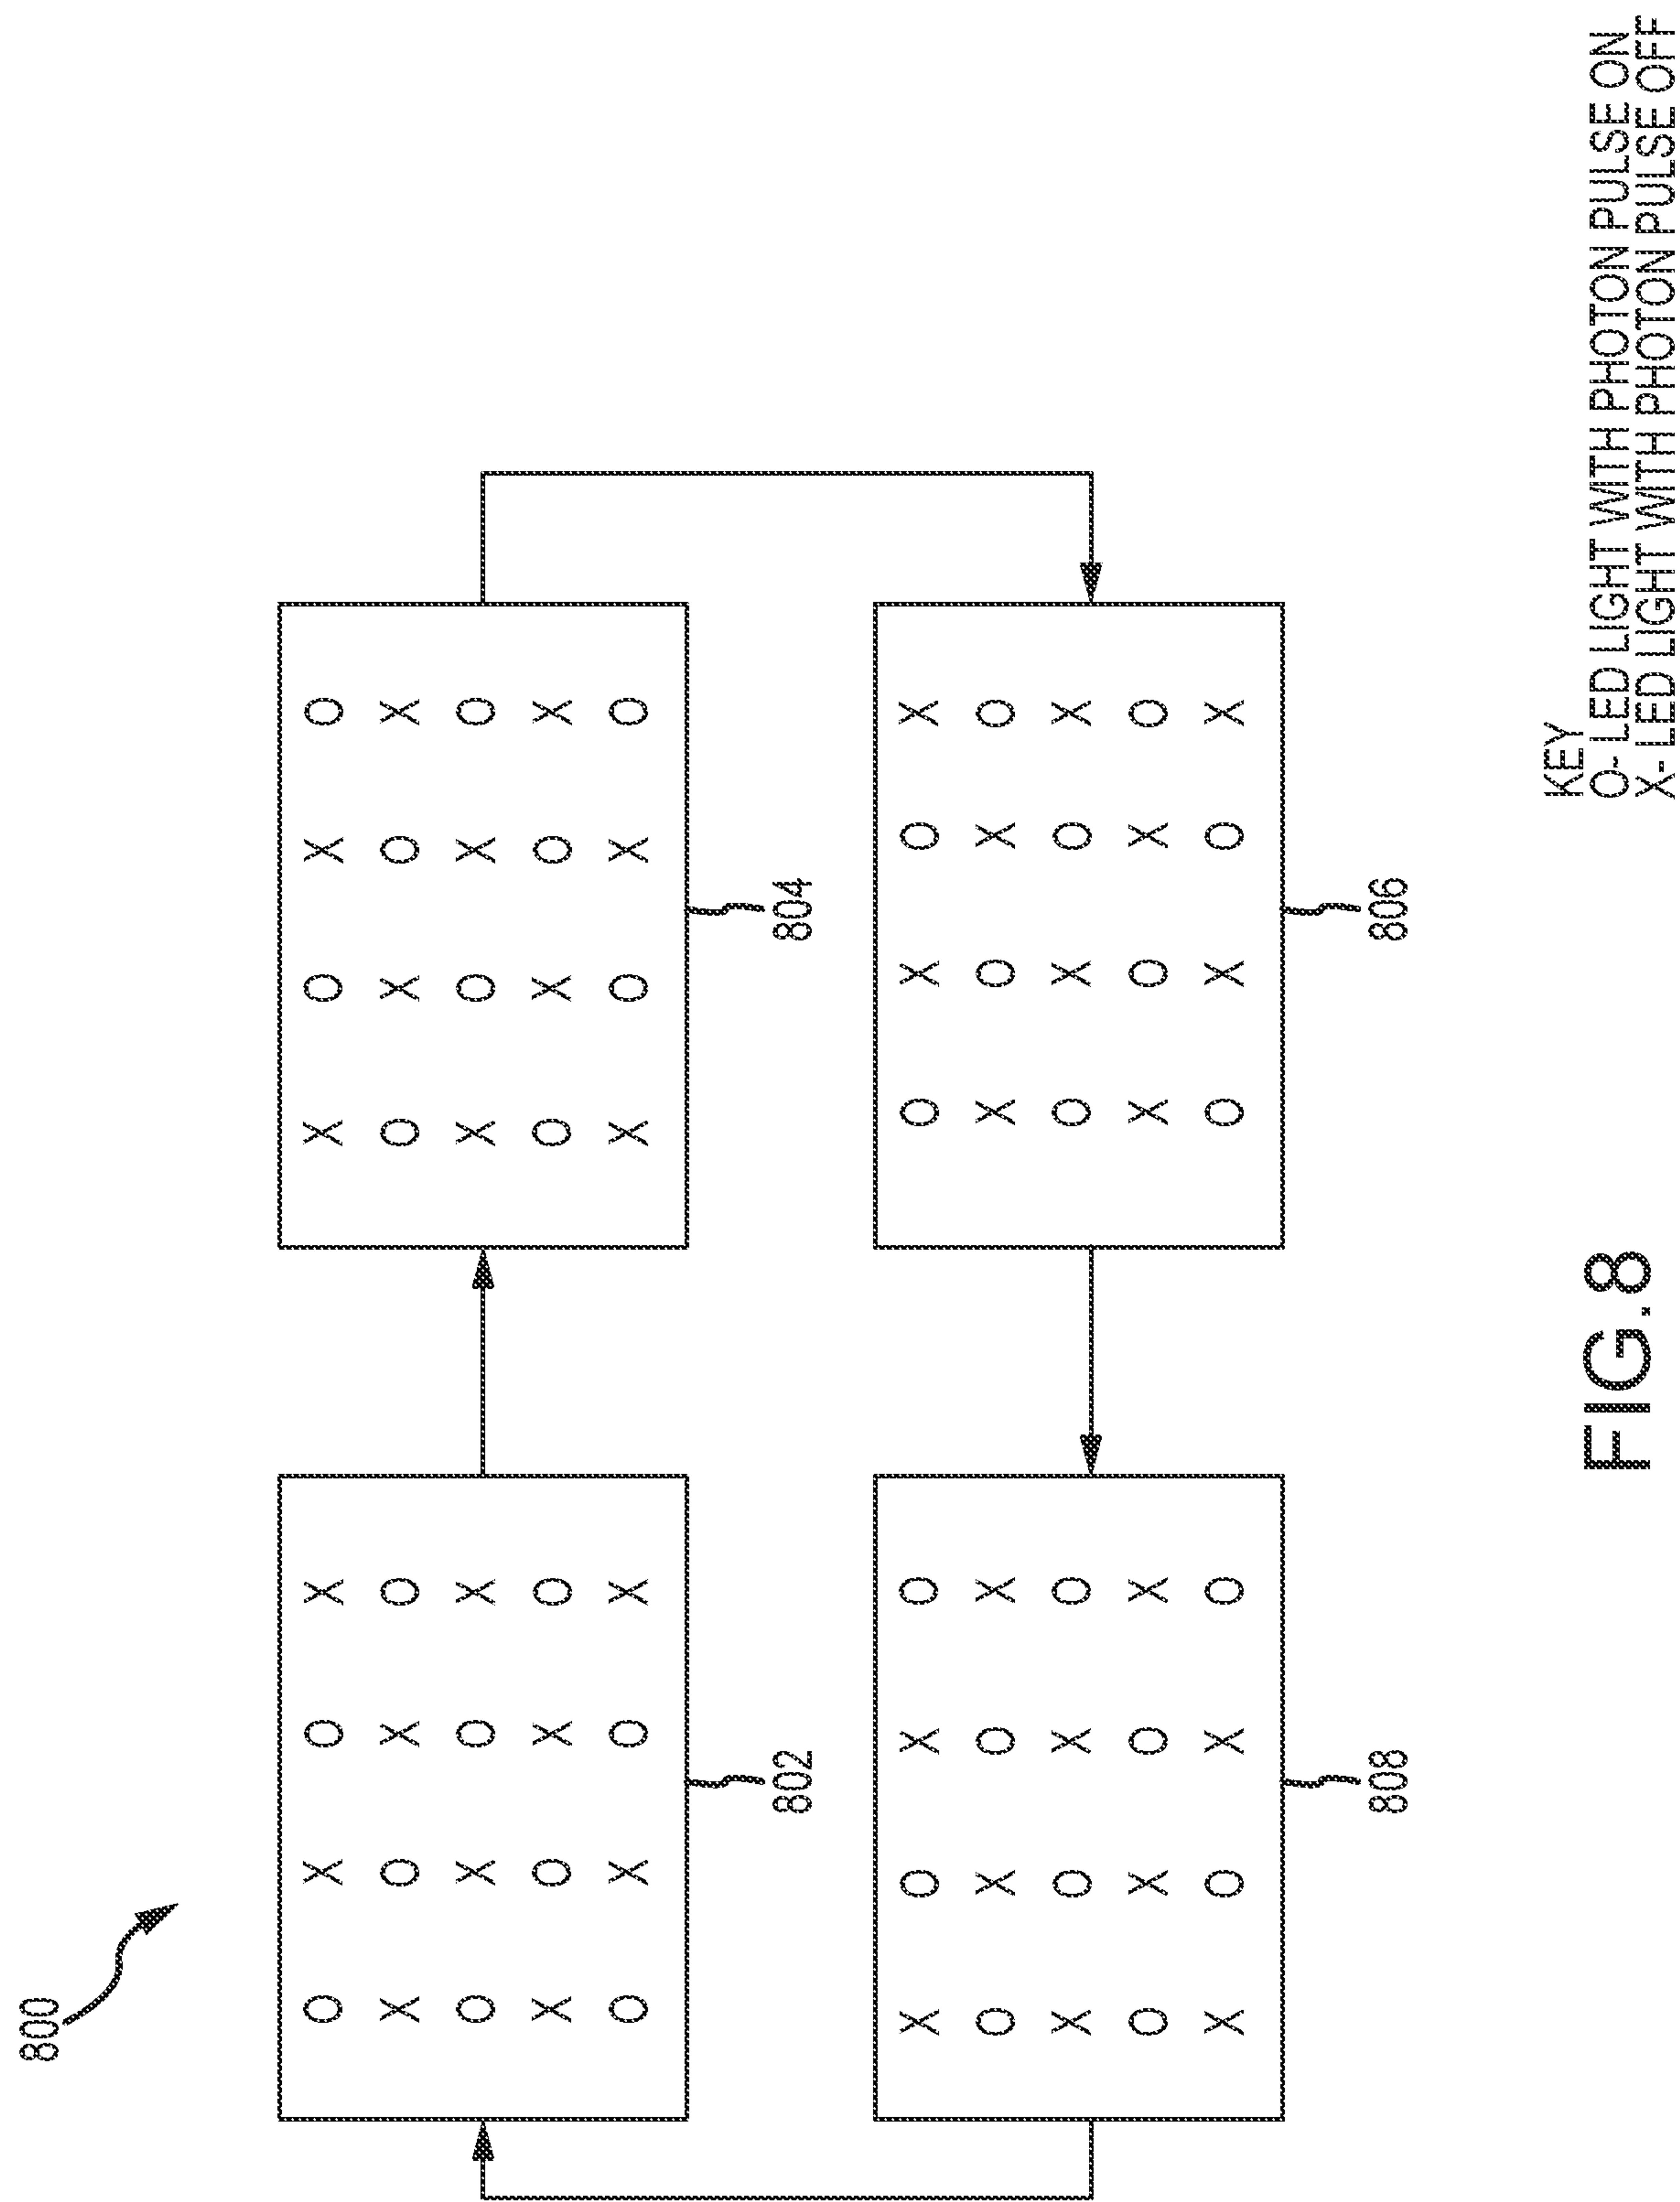 800
O X O X X O X O
X O X O O X O X
O X O X X O X O
X O X O O X O X
O X O X X O X O
802 804
X O X O O X O X
O X O X X O X O
X O X O O X O X
O X O X X O X O
X O X O O X O X
808 806
KEY
O- LED LIGHT WITH PHOTON PULSE ON
X- LED LIGHT WITH PHOTON PULSE OFF
FIG.8